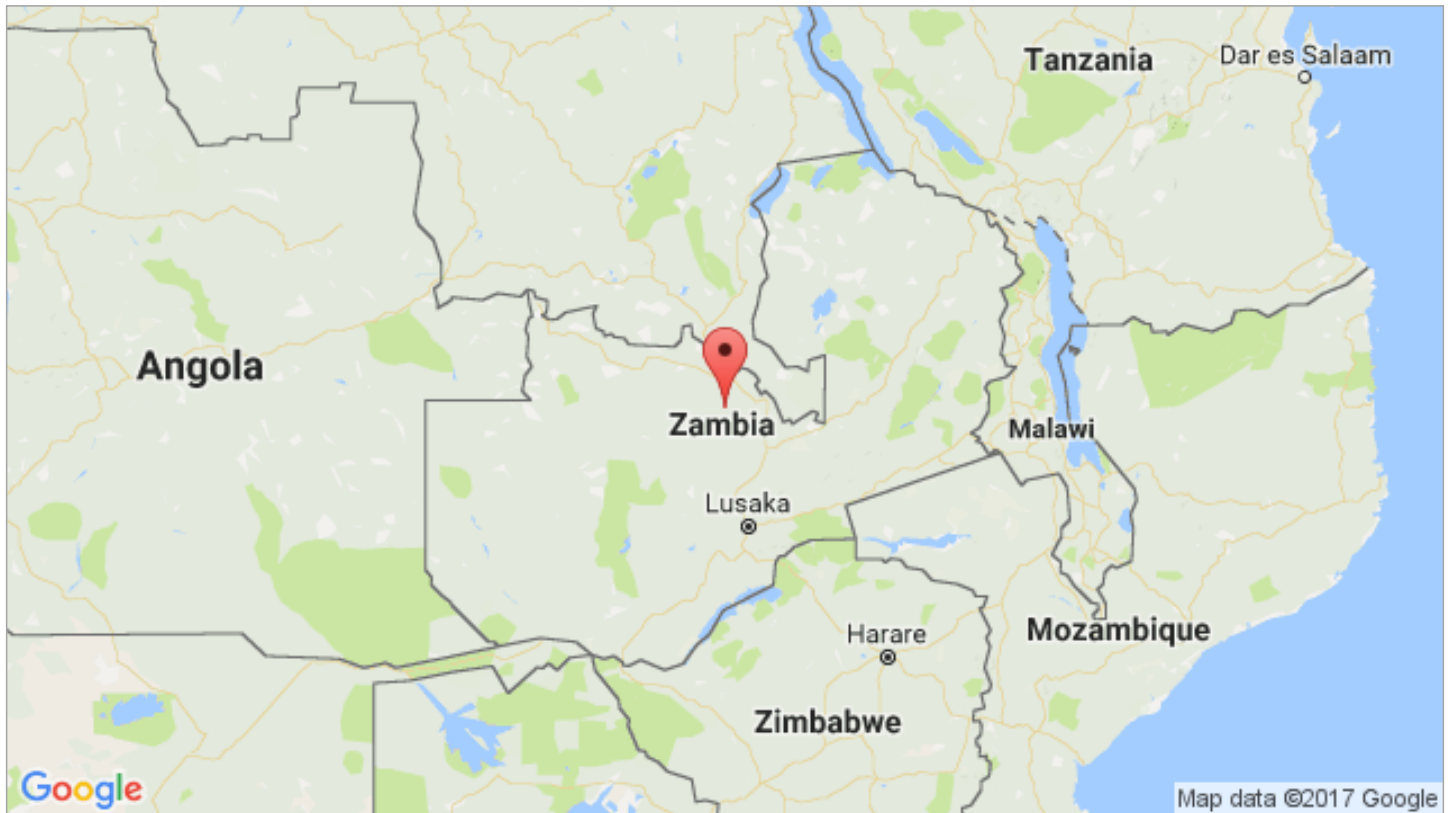 Tanzania
Dar es Salaam
Angola
Zambia
Malawi
Lusaka
Mozambique
Harare
Zimbabwe
Google
Map data ©2017 Google